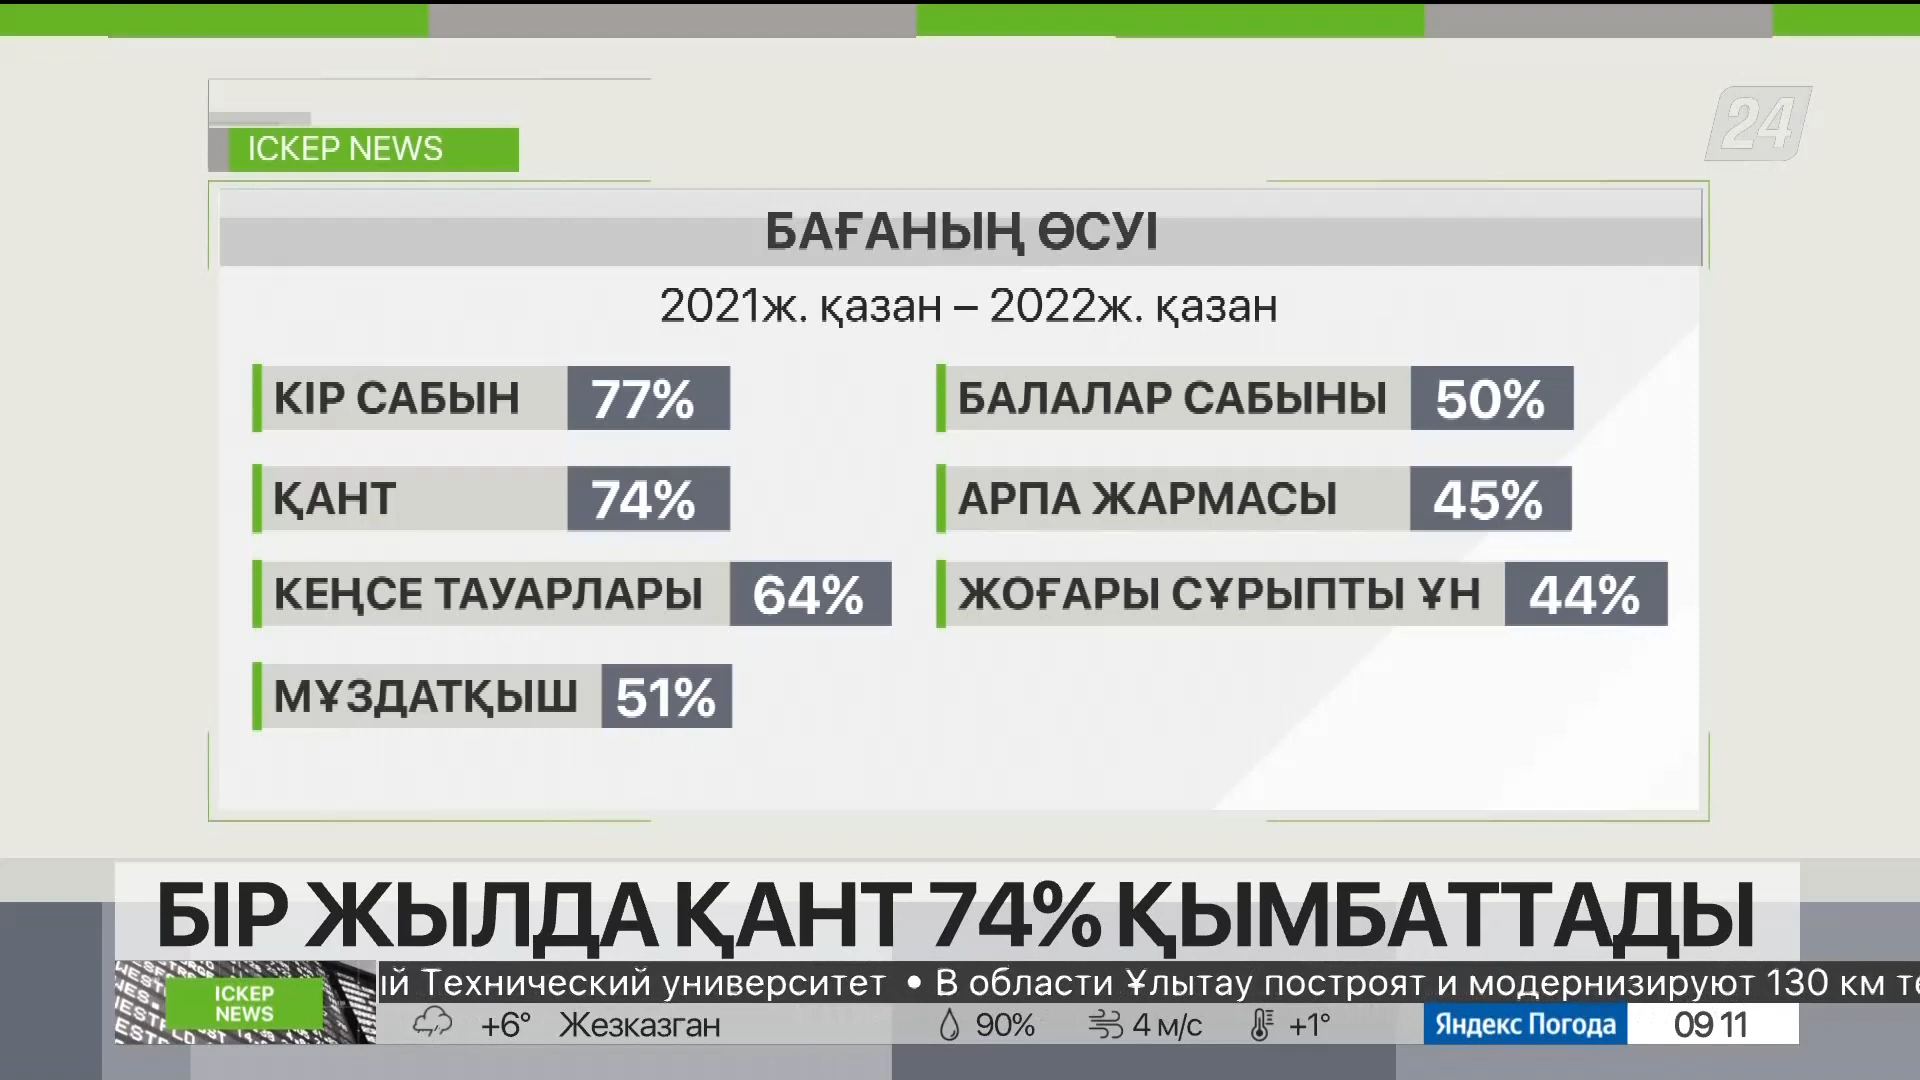 ІСКЕР NEWS
24
БАҒАНЫҢ ӨСУІ
2021ж. қазан – 2022ж. қазан
КІР САБЫН 77%
ҚАНТ 74%
КЕҢСЕ ТАУАРЛАРЫ 64%
МҰЗДАТҚЫШ 51%
БАЛАЛАР САБЫНЫ 50%
АРПА ЖАРМАСЫ 45%
ЖОҒАРЫ СҰРЫПТЫ ҰН 44%
БІР ЖЫЛДА ҚАНТ 74% ҚЫМБАТТАДЫ
ІСКЕР
NEWS
Технический университет • В области Ұлытау построят и модернизируют 130 км
+6° Жезказган 90% 4 м/с +1° Яндекс Погода 09 11